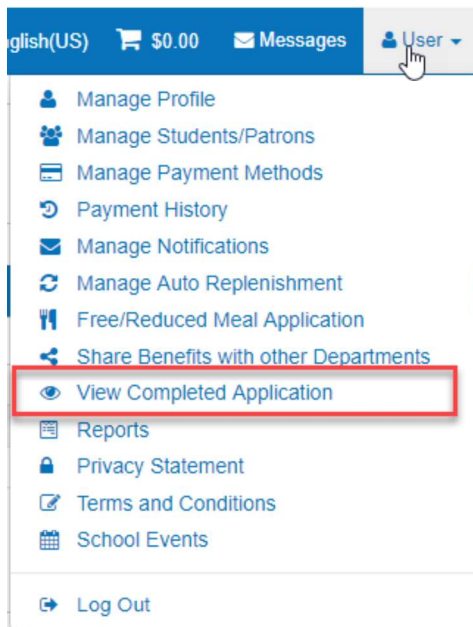 nglish(US) $0.00 Messages User
Manage Profile
Manage Students/Patrons
Manage Payment Methods
Payment History
Manage Notifications
Manage Auto Replenishment
Free/Reduced Meal Application
Share Benefits with other Departments
View Completed Application
Reports
Privacy Statement
Terms and Conditions
School Events
Log Out